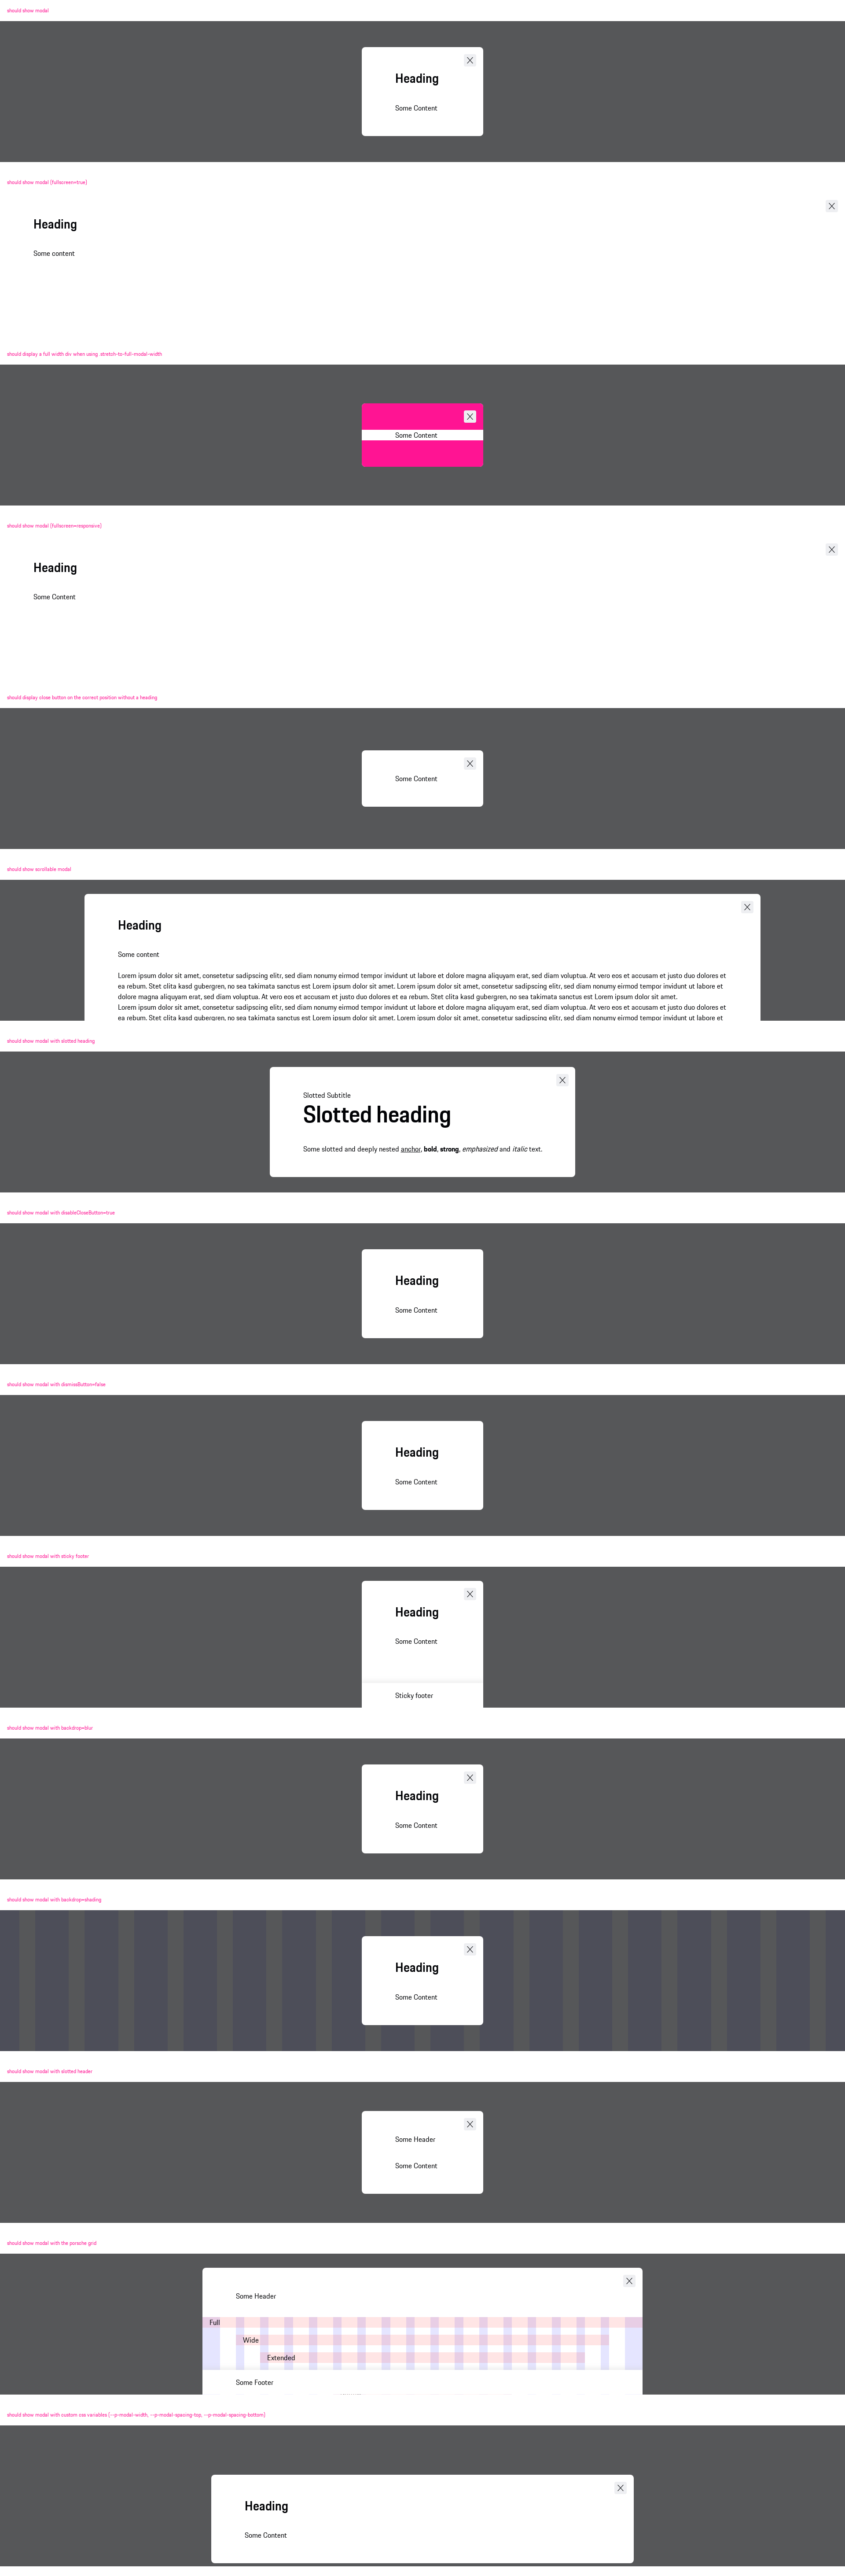 should show modal
Heading
Some Content
should show modal [fullscreen=true]
Heading
Some content
should display a full width div when using .stretch-to-full-modal-width
Some Content
should show modal [fullscreen=responsive]
Heading
Some Content
should display close button on the correct position without a heading
Some Content
should show scrollable modal
Heading
Some content
Lorem ipsum dolor sit amet, consetetur sadipscing elitr, sed diam nonumy eirmod tempor invidunt ut labore et dolore magna aliquyam erat, sed diam voluptua. At vero eos et accusam et justo duo dolores et
ea rebum. Stet clita kasd gubergren, no sea takimata sanctus est Lorem ipsum dolor sit amet. Lorem ipsum dolor sit amet, consetetur sadipscing elitr, sed diam nonumy eirmod tempor invidunt ut labore et
dolore magna aliquyam erat, sed diam voluptua. At vero eos et accusam et justo duo dolores et ea rebum. Stet clita kasd gubergren, no sea takimata sanctus est Lorem ipsum dolor sit amet.
Lorem ipsum dolor sit amet, consetetur sadipscing elitr, sed diam nonumy eirmod tempor invidunt ut labore et dolore magna aliquyam erat, sed diam voluptua. At vero eos et accusam et justo duo dolores et
ea rebum. Stet clita kasd gubergren, no sea takimata sanctus est Lorem ipsum dolor sit amet. Lorem ipsum dolor sit amet, consetetur sadipscing elitr, sed diam nonumy eirmod tempor invidunt ut labore et
should show modal with slotted heading
Slotted Subtitle
Slotted heading
Some slotted and deeply nested anchor, bold, strong, emphasized and italic text.
should show modal with disableCloseButton=true
Heading
Some Content
should show modal with dismissButton=false
Heading
Some Content
should show modal with sticky footer
Heading
Some Content
Sticky footer
should show modal with backdrop=blur
Heading
Some Content
should show modal with backdrop=shading
Heading
Some Content
should show modal with slotted header
Some Header
Some Content
should show modal with the porsche grid
Some Header
Full
Wide
Extended
Some Footer
should show modal with custom css variables [--p-modal-width, --p-modal-spacing-top, --p-modal-spacing-bottom]
Heading
Some Content